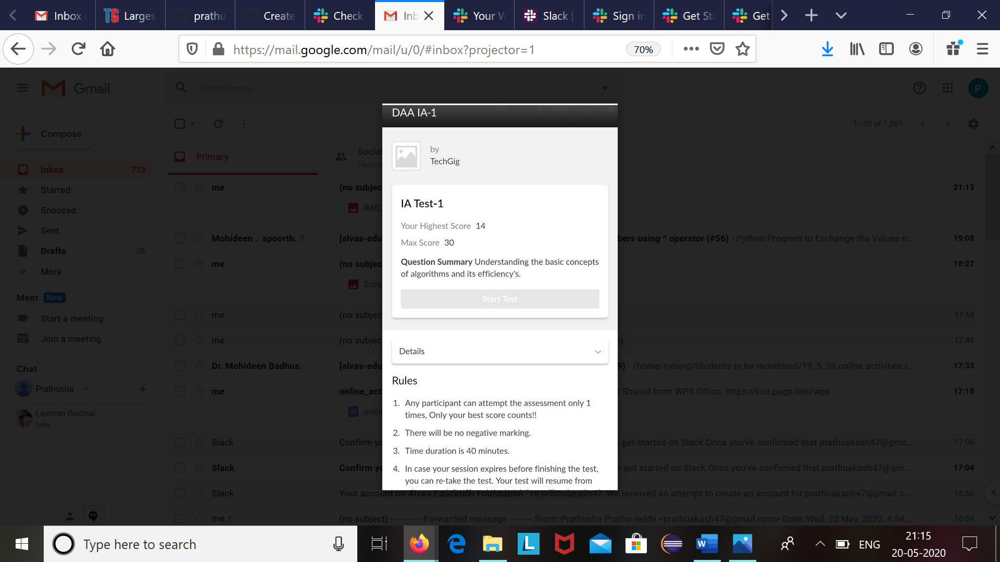 Inbox
Larges
prathu
Create
Check
Inb
Your W
Slack |
Sign in
Get Sta
Get
https://mail.google.com/mail/u/0/#inbox?projector=1
70%
Gmail
Search mail
P
Compose
1–50 of 1,061
Primary
Social
Faceb
Inbox 713
Starred
Snoozed
Sent
Drafts 26
More
Meet New
Start a meeting
Join a meeting
Chat
Prathusha
Laxman Budihal
hello
me (no subjec 21:13
IMG_
Mohideen .. spoorth. 7 [alvas-edu bers using ^ operator (#56) - Python Program to Exchange the Values o... 19:08
me (no subjec 18:27
Scre
me (no subjec 17:54
me (no subjec g 17:46
Dr. Mohideen Badhus. [alvas-edu 9) - /home/cyborg/Students to be monitored/19_5_20 online activities r... 17:33
me online_act Shared from WPS Office: https://kso.page.link/wps 17:18
W onlin
Slack Confirm yo get started on Slack Once you've confirmed that prathuakash47@gma... 17:06
Slack Confirm yo get started on Slack Once you've confirmed that prathuakash47@gm... 17:04
Slack Your account on Alva's Education Foundation - Hi prathuakash47, We received an attempt to create an account for prathuakash47@gmail.c... 16:56
me 2 (no subject) - ---------- Forwarded message --------- From: Prathusha Prathu reddy <prathuakash47@gmail.com> Date: Wed, 20 May, 2020, 4:54 ... 16:54
DAA IA-1
by
TechGig
IA Test-1
Your Highest Score 14
Max Score 30
Question Summary Understanding the basic concepts
of algorithms and its efficiency's.
Start Test
Details
Rules
1. Any participant can attempt the assessment only 1
times, Only your best score counts!!
2. There will be no negative marking.
3. Time duration is 40 minutes.
4. In case your session expires before finishing the test,
you can re-take the test. Your test will resume from
Type here to search
ENG
21:15
20-05-2020